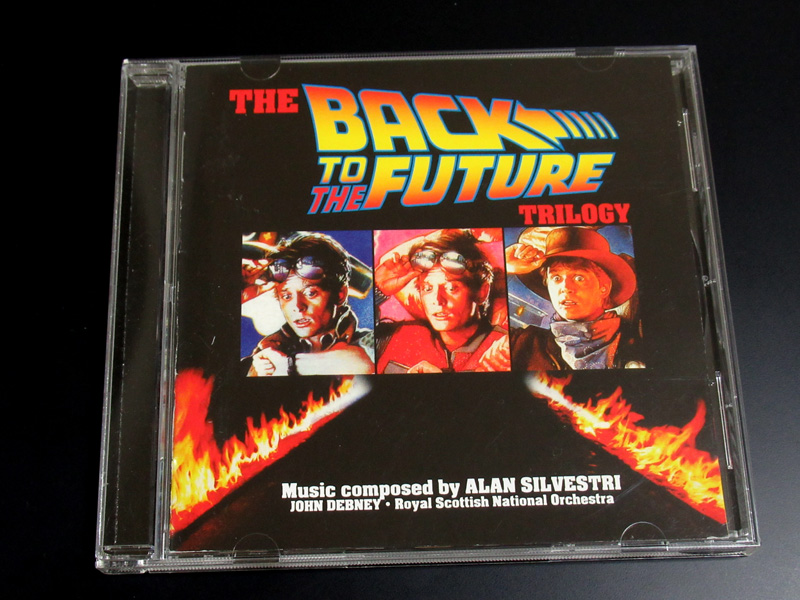 THE BACK
TO THE FUTURE
TRILOGY
Music composed by ALAN SILVESTRI
JOHN DEBNEY • Royal Scottish National Orchestra